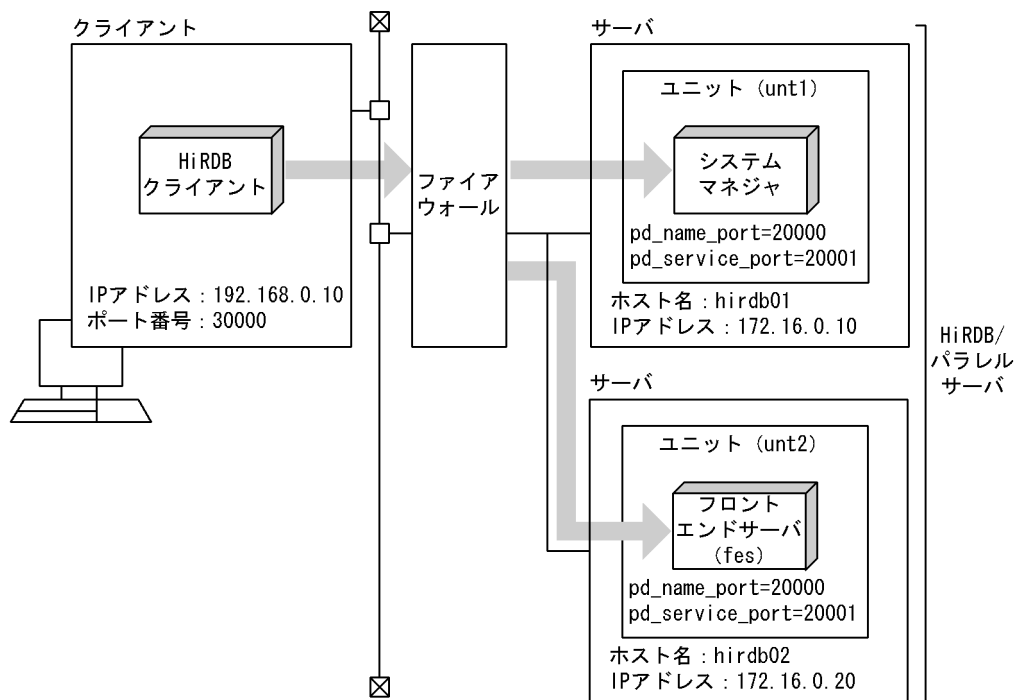 クライアント
HiRDB
クライアント
IPアドレス：192.168.0.10
ポート番号：30000
ファイア
ウォール
サーバ
ユニット（unt1）
システム
マネジャ
pd_name_port=20000
pd_service_port=20001
ホスト名：hirdb01
IPアドレス：172.16.0.10
サーバ
ユニット（unt2）
フロント
エンドサーバ
(fes)
pd_name_port=20000
pd_service_port=20001
ホスト名：hirdb02
IPアドレス：172.16.0.20
HiRDB/
パラレル
サーバ